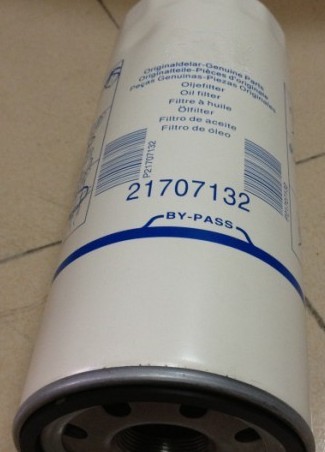 Originaldelar-Genuine Parts
Originalteile-Pièces d'origine
Peças Genuinas-Piezas Originales
Oljefilter
Oil filter
Filtre à huile
Ölfilter
Filtro de aceite
Filtro de óleo
P21707132
21707132
BY-PASS